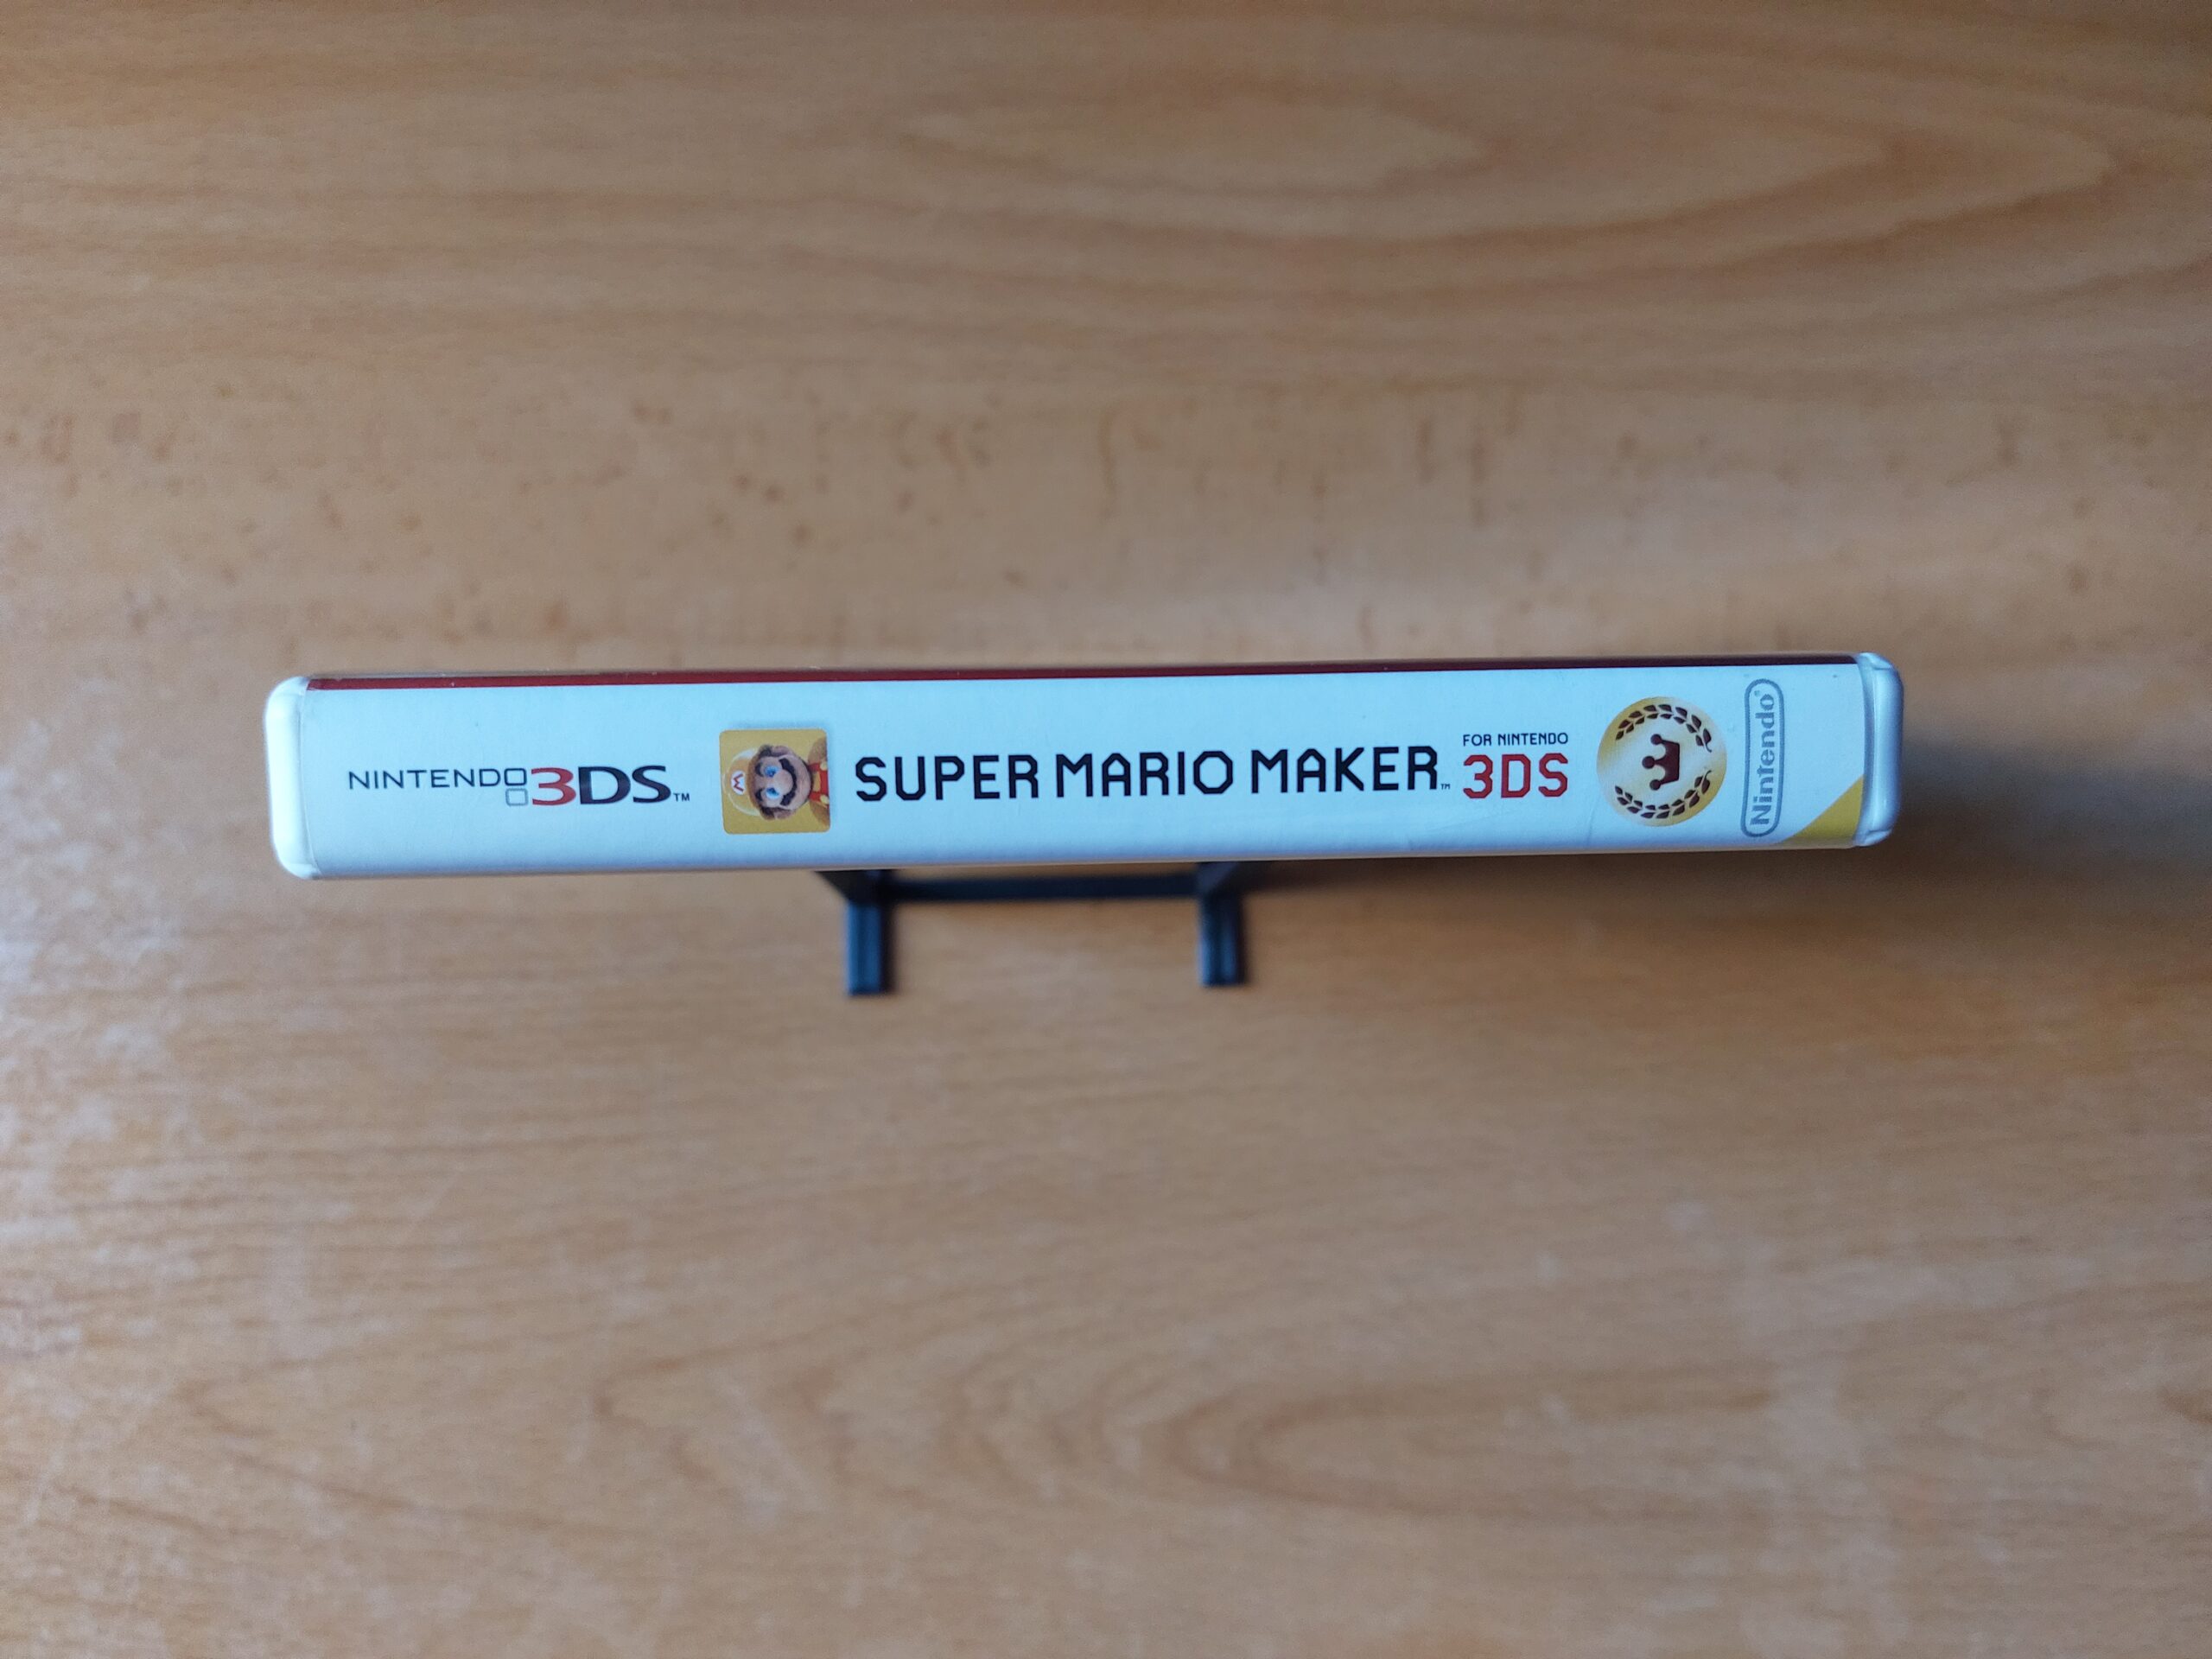 NINTENDO 3DS™
M
SUPER MARIO MAKER™
FOR NINTENDO
3DS
Nintendo®